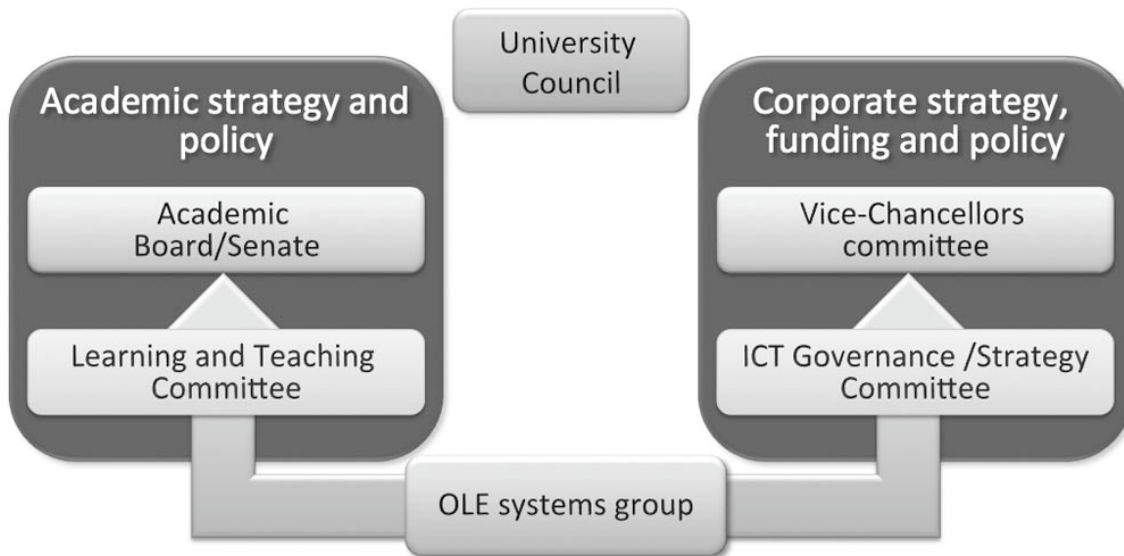 University
Council
Academic strategy and
policy
Academic
Board/Senate
Learning and Teaching
Committee
Corporate strategy,
funding and policy
Vice-Chancellors
committee
ICT Governance /Strategy
Committee
OLE systems group